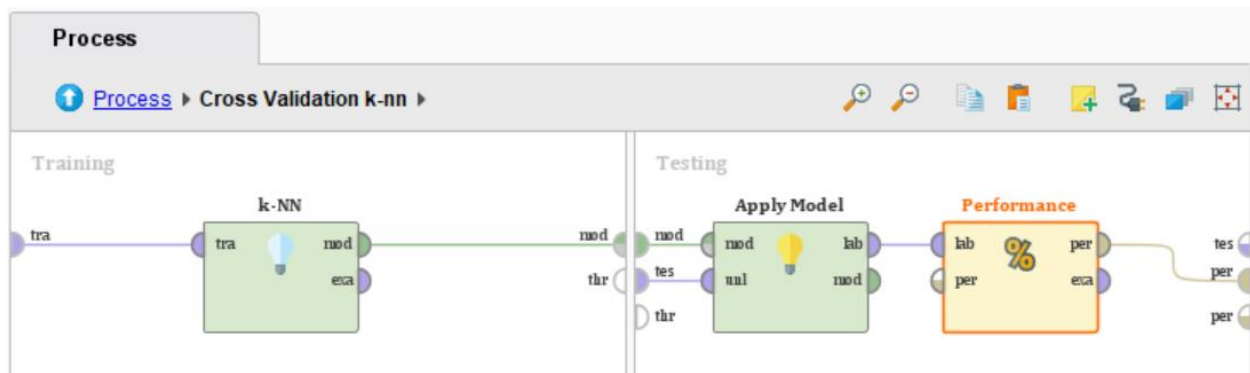 Process
Process ▸ Cross Validation k-nn ▸
Training
k-NN
tra
tra
mod
exa
mod
thr
Testing
Apply Model
Performance
mod
tes
thr
mod
unl
lab
mod
lab
per
%
per
exa
tes
per
per